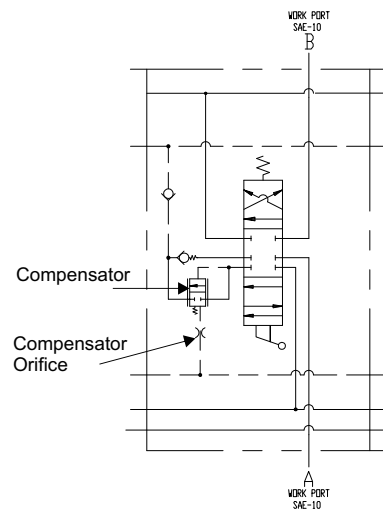 WORK PORT
SAE-10
B
Compensator
Compensator
Orifice
A
WORK PORT
SAE-10